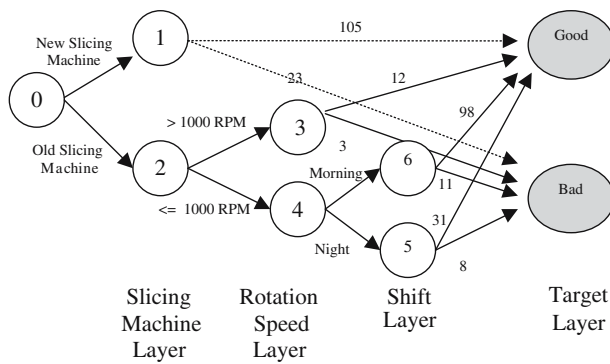 New Slicing
Machine
1
105
Good
0
23
12
> 1000 RPM
3
98
Old Slicing
Machine
3
6
2
Morning
11
Bad
<= 1000 RPM
4
31
Night
5
8
Slicing
Machine
Layer
Rotation
Speed
Layer
Shift
Layer
Target
Layer